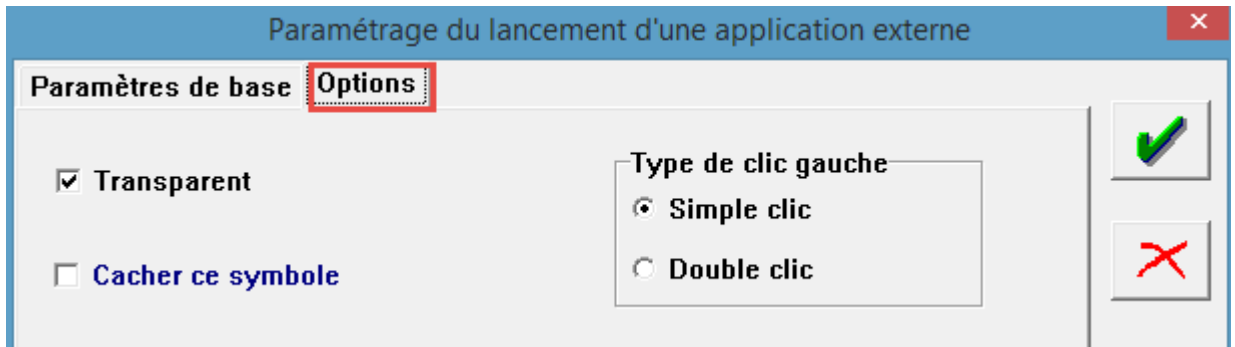 Paramétrage du lancement d'une application externe
Paramètres de base Options
Transparent
Cacher ce symbole
Type de clic gauche
Simple clic
Double clic